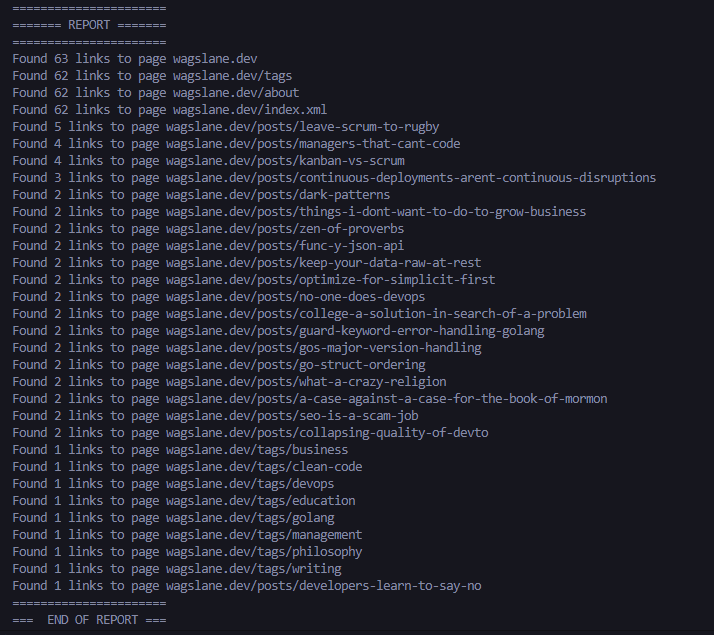 ======================
======= REPORT =======
======================
Found 63 links to page wagslane.dev
Found 62 links to page wagslane.dev/tags
Found 62 links to page wagslane.dev/about
Found 62 links to page wagslane.dev/index.xml
Found 5 links to page wagslane.dev/posts/leave-scrum-to-rugby
Found 4 links to page wagslane.dev/posts/managers-that-cant-code
Found 4 links to page wagslane.dev/posts/kanban-vs-scrum
Found 3 links to page wagslane.dev/posts/continuous-deployments-arent-continuous-disruptions
Found 2 links to page wagslane.dev/posts/dark-patterns
Found 2 links to page wagslane.dev/posts/things-i-dont-want-to-do-to-grow-business
Found 2 links to page wagslane.dev/posts/zen-of-proverbs
Found 2 links to page wagslane.dev/posts/func-y-json-api
Found 2 links to page wagslane.dev/posts/keep-your-data-raw-at-rest
Found 2 links to page wagslane.dev/posts/optimize-for-simplicit-first
Found 2 links to page wagslane.dev/posts/no-one-does-devops
Found 2 links to page wagslane.dev/posts/college-a-solution-in-search-of-a-problem
Found 2 links to page wagslane.dev/posts/guard-keyword-error-handling-golang
Found 2 links to page wagslane.dev/posts/gos-major-version-handling
Found 2 links to page wagslane.dev/posts/go-struct-ordering
Found 2 links to page wagslane.dev/posts/what-a-crazy-religion
Found 2 links to page wagslane.dev/posts/a-case-against-a-case-for-the-book-of-mormon
Found 2 links to page wagslane.dev/posts/seo-is-a-scam-job
Found 2 links to page wagslane.dev/posts/collapsing-quality-of-devto
Found 1 links to page wagslane.dev/tags/business
Found 1 links to page wagslane.dev/tags/clean-code
Found 1 links to page wagslane.dev/tags/devops
Found 1 links to page wagslane.dev/tags/education
Found 1 links to page wagslane.dev/tags/golang
Found 1 links to page wagslane.dev/tags/management
Found 1 links to page wagslane.dev/tags/philosophy
Found 1 links to page wagslane.dev/tags/writing
Found 1 links to page wagslane.dev/posts/developers-learn-to-say-no
======================
===  END OF REPORT ===